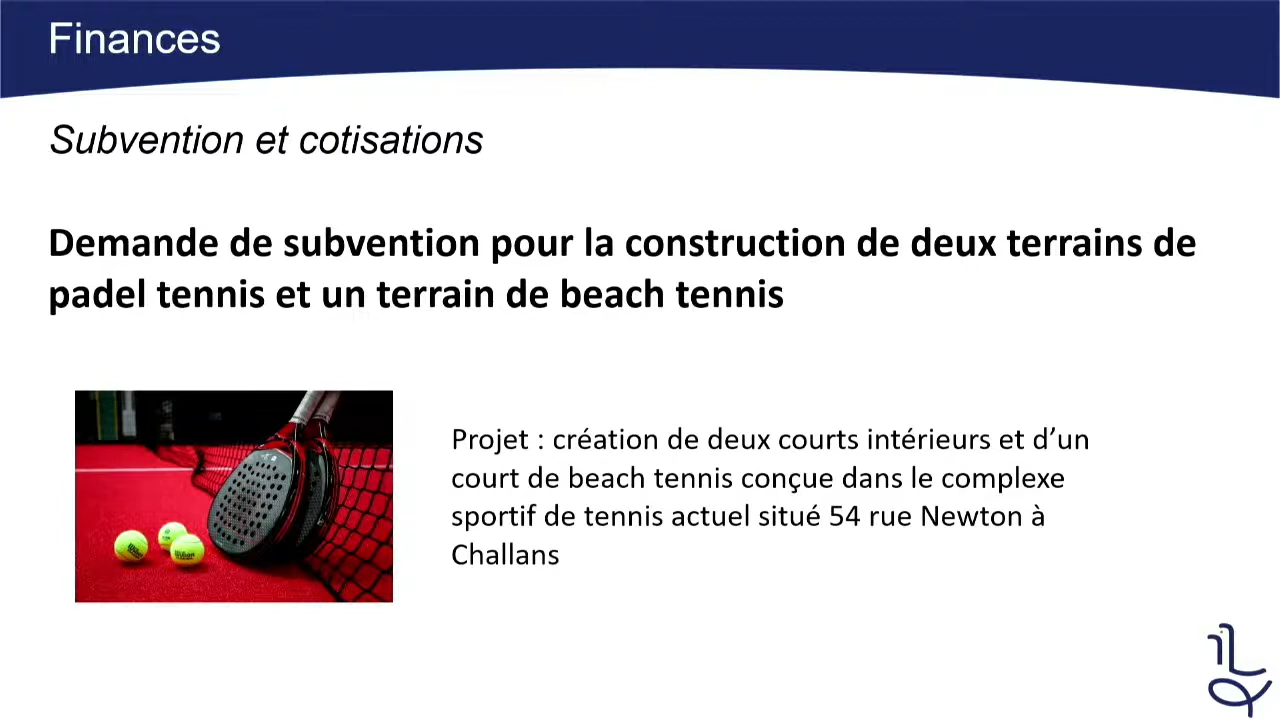 Finances
Subvention et cotisations
Demande de subvention pour la construction de deux terrains de
padel tennis et un terrain de beach tennis
Projet : création de deux courts intérieurs et d’un
court de beach tennis conçue dans le complexe
sportif de tennis actuel situé 54 rue Newton à
Challans
Wilson
Wilson